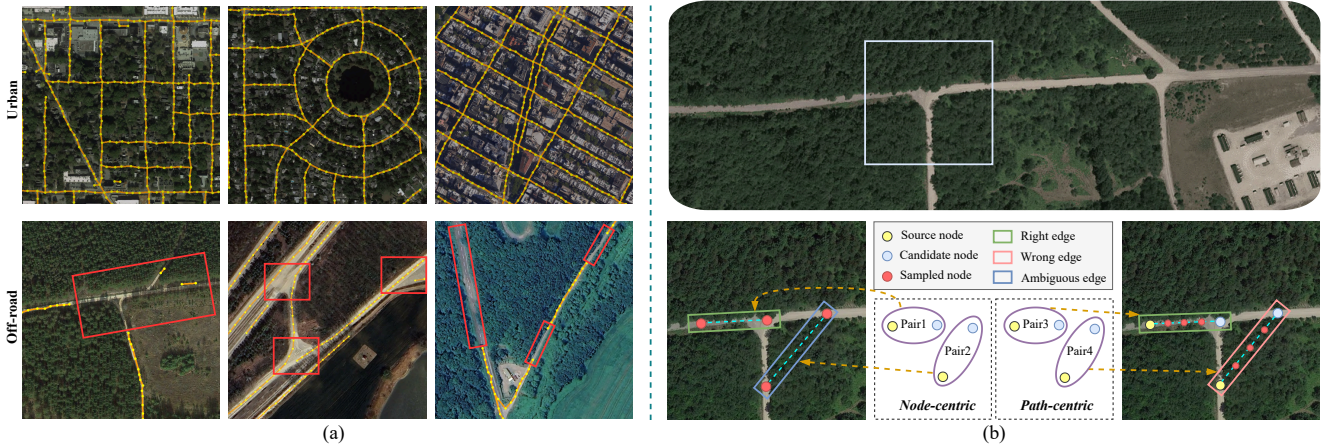 Urban
Off-road
(a)
Source node
Candidate node
Sampled node
Right edge
Wrong edge
Ambiguous edge
Pair1
Pair2
Node-centric
Pair3
Pair4
Path-centric
(b)